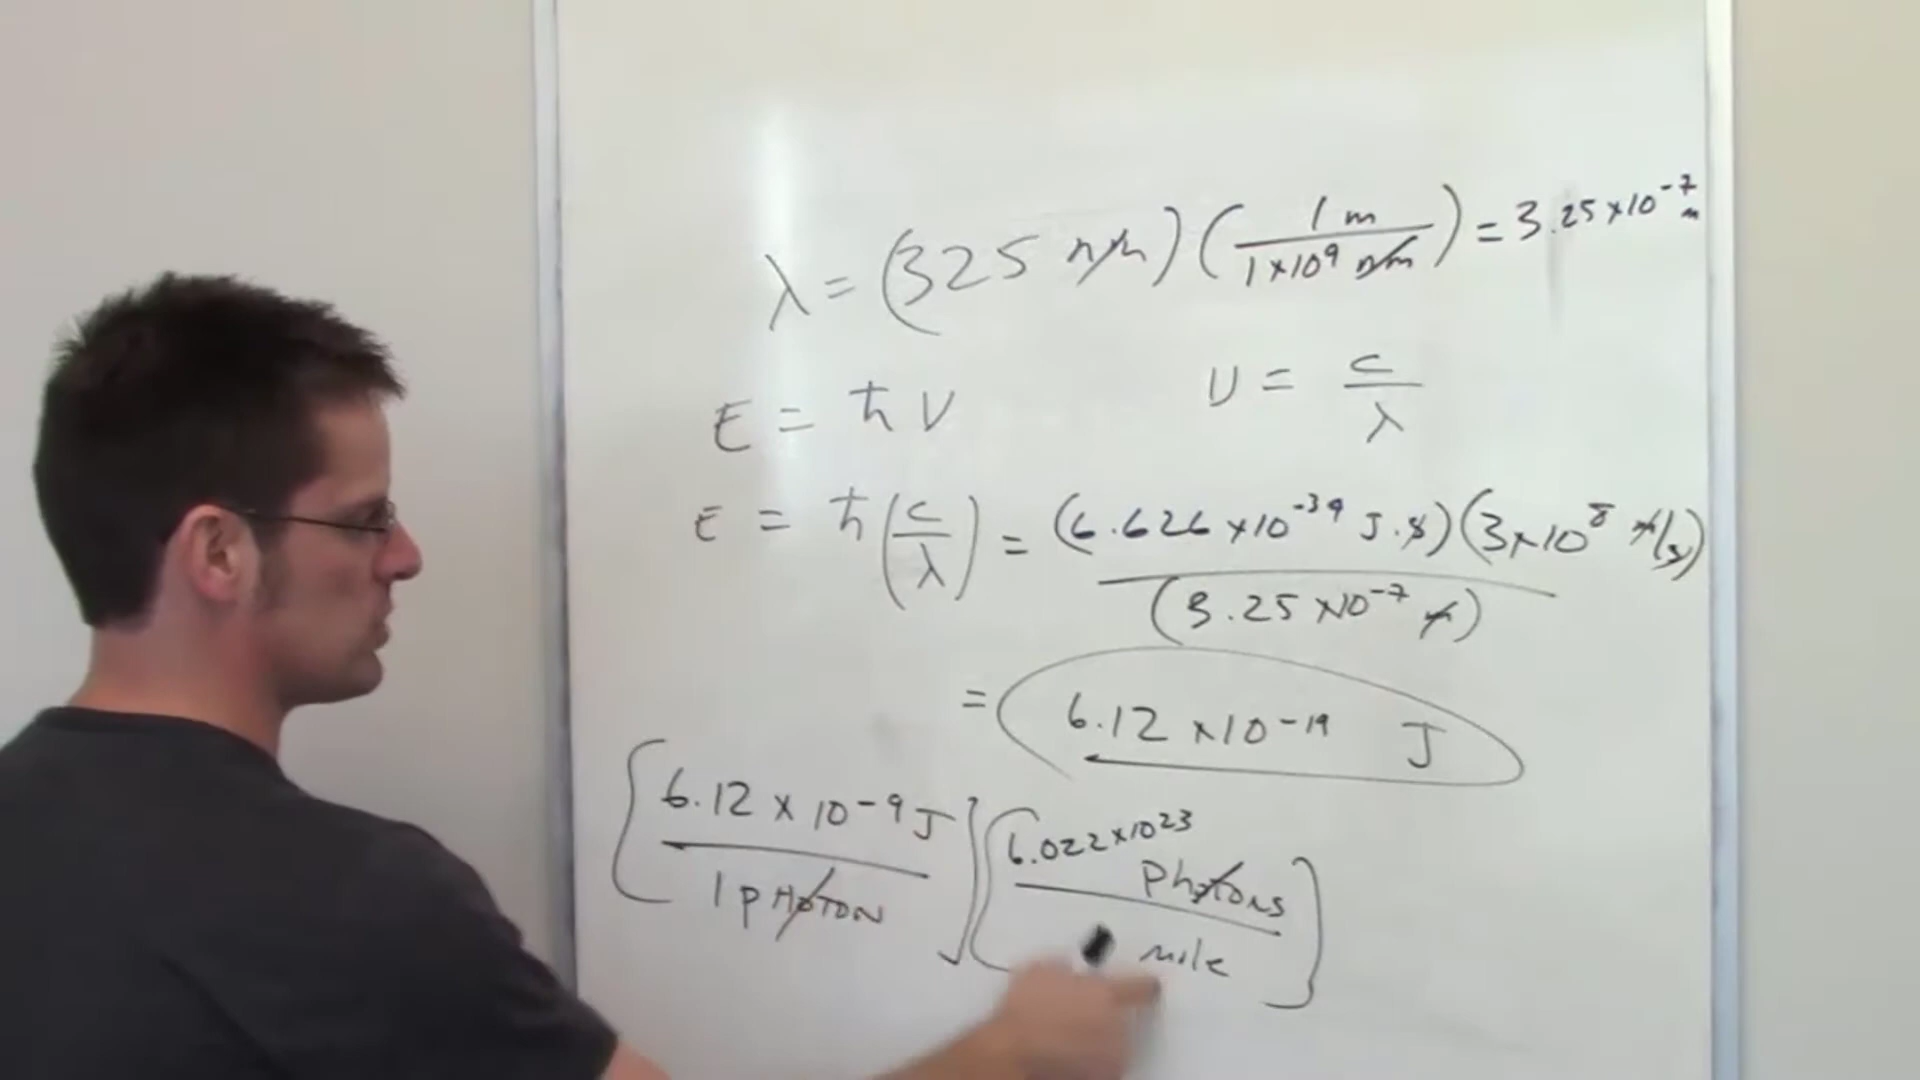 λ = (325 nm) (1 m / 1×10⁹ nm) = 3.25×10⁻⁷ m
E = ħν   ν = c/λ
E = ħ(c/λ) = (6.626×10⁻³⁴ J·s)(3×10⁸ m/s) / (3.25×10⁻⁷ m)
= 6.12 ×10⁻¹⁹ J
[6.12 × 10⁻⁹ J / 1 PHOTON] [6.022×10²³ photons / mole]